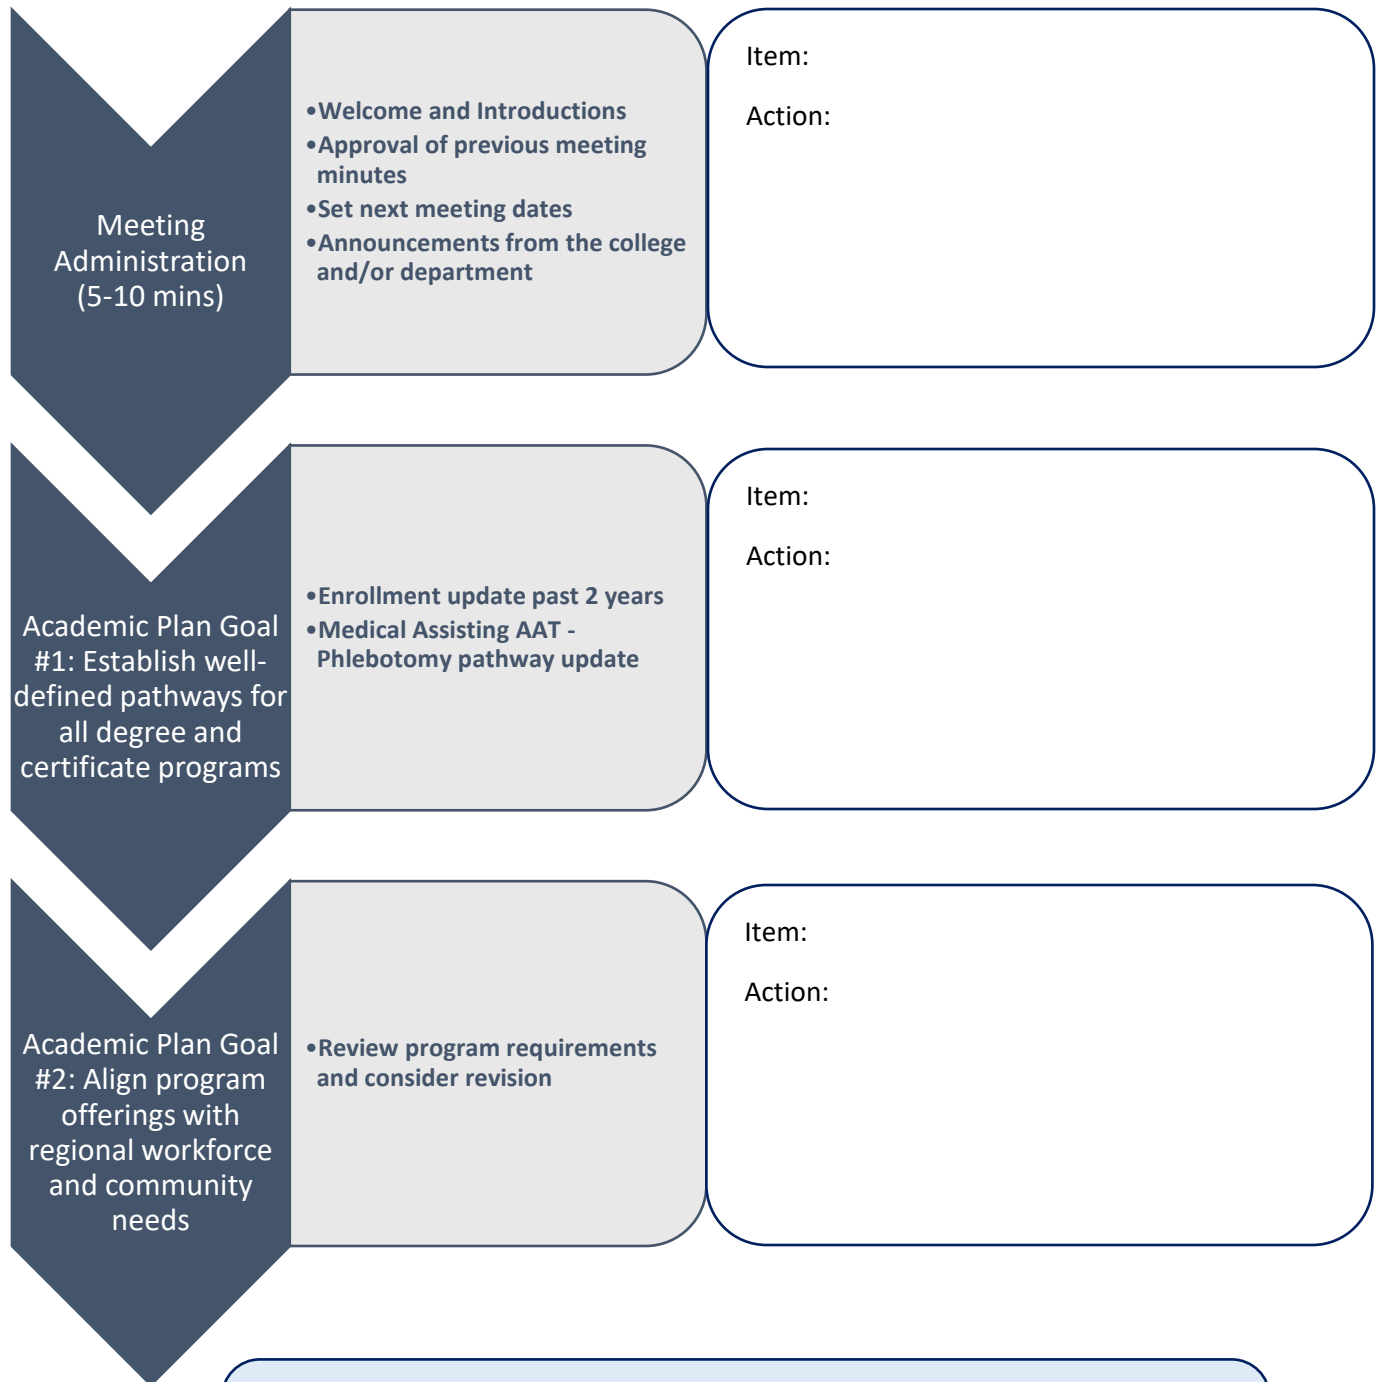 Meeting
Administration
(5-10 mins)
•Welcome and Introductions
•Approval of previous meeting
minutes
•Set next meeting dates
•Announcements from the college
and/or department
Item:
Action:
Academic Plan Goal
#1: Establish well-
defined pathways for
all degree and
certificate programs
•Enrollment update past 2 years
•Medical Assisting AAT -
Phlebotomy pathway update
Item:
Action:
Academic Plan Goal
#2: Align program
offerings with
regional workforce
and community
needs
•Review program requirements
and consider revision
Item:
Action: